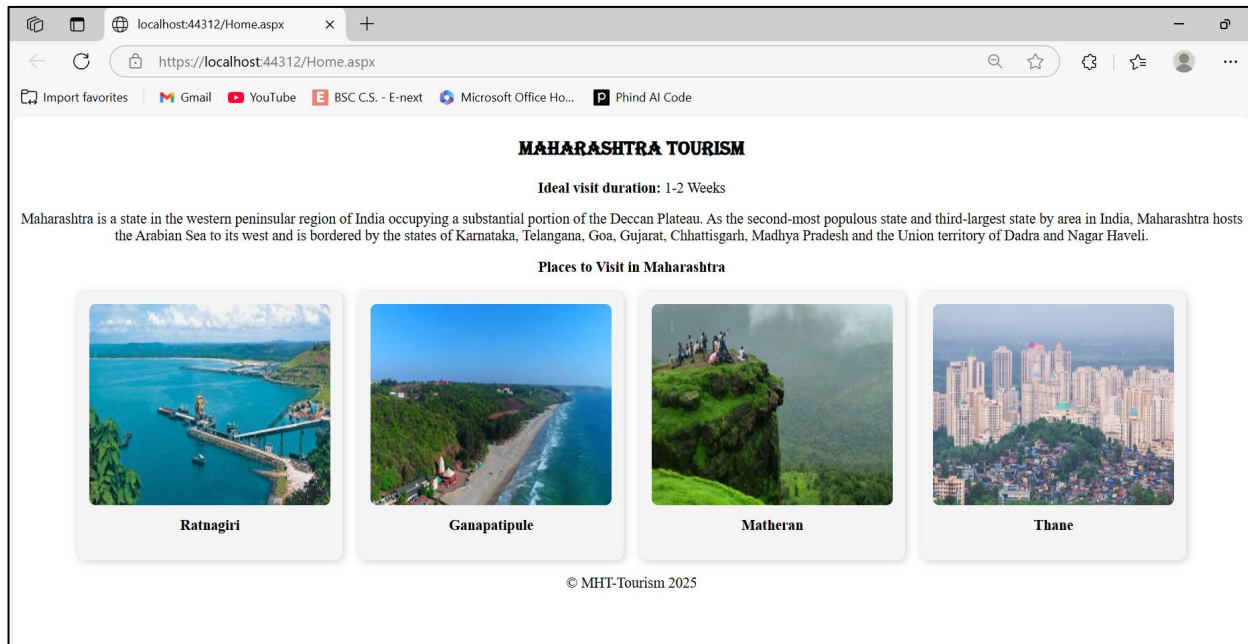 localhost:44312/Home.aspx
https://localhost:44312/Home.aspx
Import favorites
Gmail
YouTube
E
BSC C.S. - E-next
Microsoft Office Ho...
p
Phind AI Code
MAHARASHTRA TOURISM
Ideal visit duration: 1-2 Weeks
Maharashtra is a state in the western peninsular region of India occupying a substantial portion of the Deccan Plateau. As the second-most populous state and third-largest state by area in India, Maharashtra hosts
the Arabian Sea to its west and is bordered by the states of Karnataka, Telangana, Goa, Gujarat, Chhattisgarh, Madhya Pradesh and the Union territory of Dadra and Nagar Haveli.
Places to Visit in Maharashtra
Ratnagiri
Ganapatipule
Matheran
Thane
© MHT-Tourism 2025